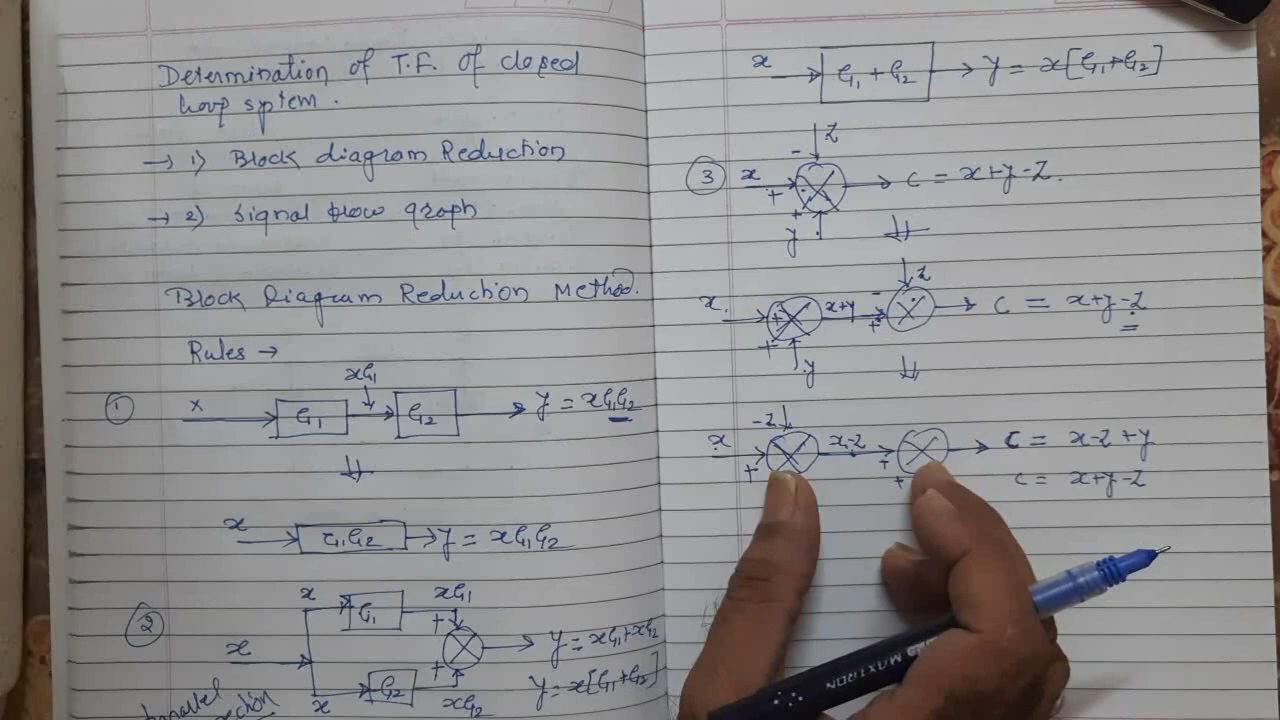 Determination of T.F. of closed
loop system.
→ 1) Block diagram Reduction
→ 2) Signal flow graph
Block Diagram Reduction Method.
Rules →
xG1
1 x G1 G2 y = xG1G2
x G1G2 y = xG1G2
2 x G1 xG1
+
x y = xG1+xG2
+ y = x[G1+G2]
x G2 xG2
Parallel
x G1 + G2 y = x[G1+G2]
- Z
3 x + C = x+y-Z.
+
y
Z
x + x+y - + C = x+y-Z
+
y
-Z
x + x-Z + C = x-Z+y
+ C = x+y-Z
MAXTRON